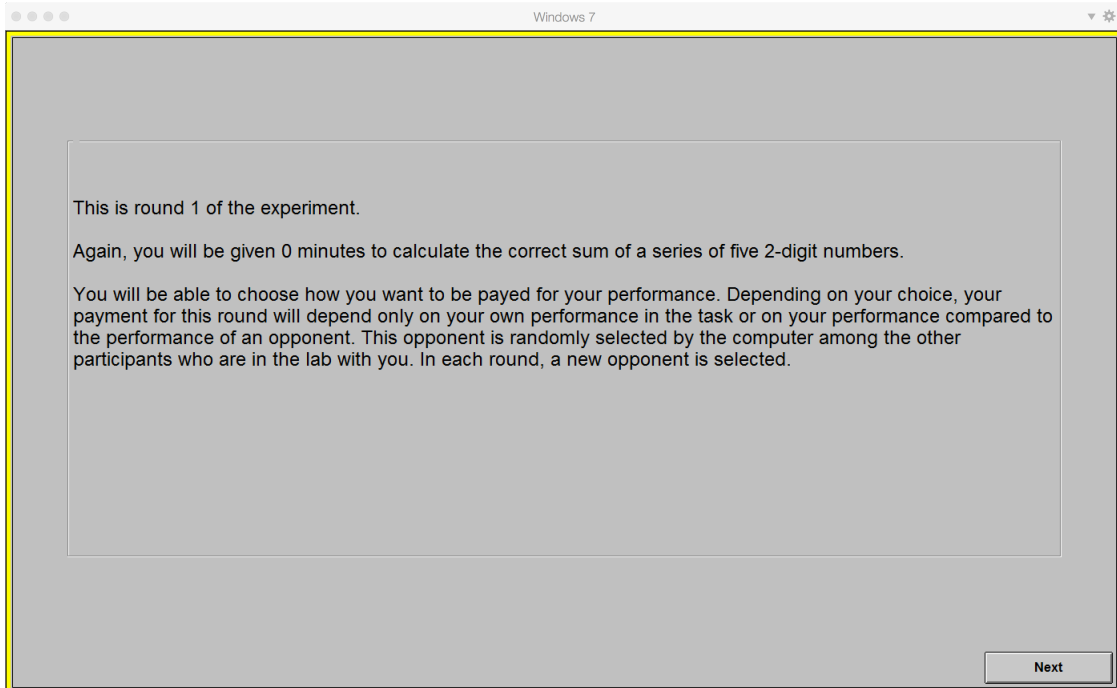 Windows 7
This is round 1 of the experiment.
Again, you will be given 0 minutes to calculate the correct sum of a series of five 2-digit numbers.
You will be able to choose how you want to be payed for your performance. Depending on your choice, your
payment for this round will depend only on your own performance in the task or on your performance compared to
the performance of an opponent. This opponent is randomly selected by the computer among the other
participants who are in the lab with you. In each round, a new opponent is selected.
Next